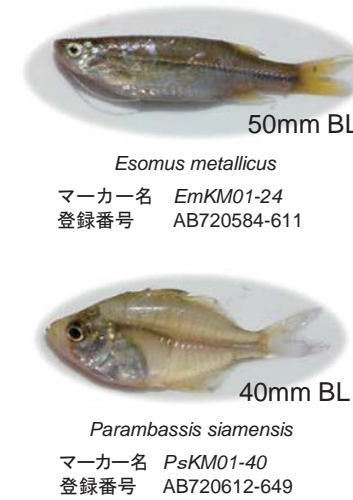 50mm BL
Esomus metallicus
マーカー名 EmKM01-24
登録番号 AB720584-611
40mm BL
Parambassis siamensis
マーカー名 PsKM01-40
登録番号 AB720612-649